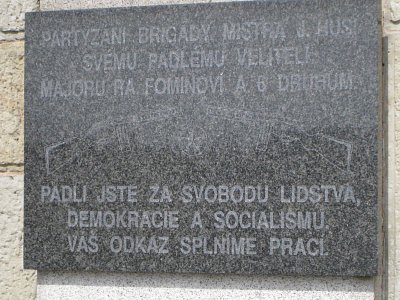 PARTYZÁNI BRIGÁDY MISTRA J. HUSI
SVÉMU PADLÉMU VELITELI
MAJORU RA FOMINOVI A 6 DRUHŮM.
PADLI JSTE ZA SVOBODU LIDSTVA,
DEMOKRACIE A SOCIALISMU.
VÁŠ ODKAZ SPLNÍME PRACÍ.